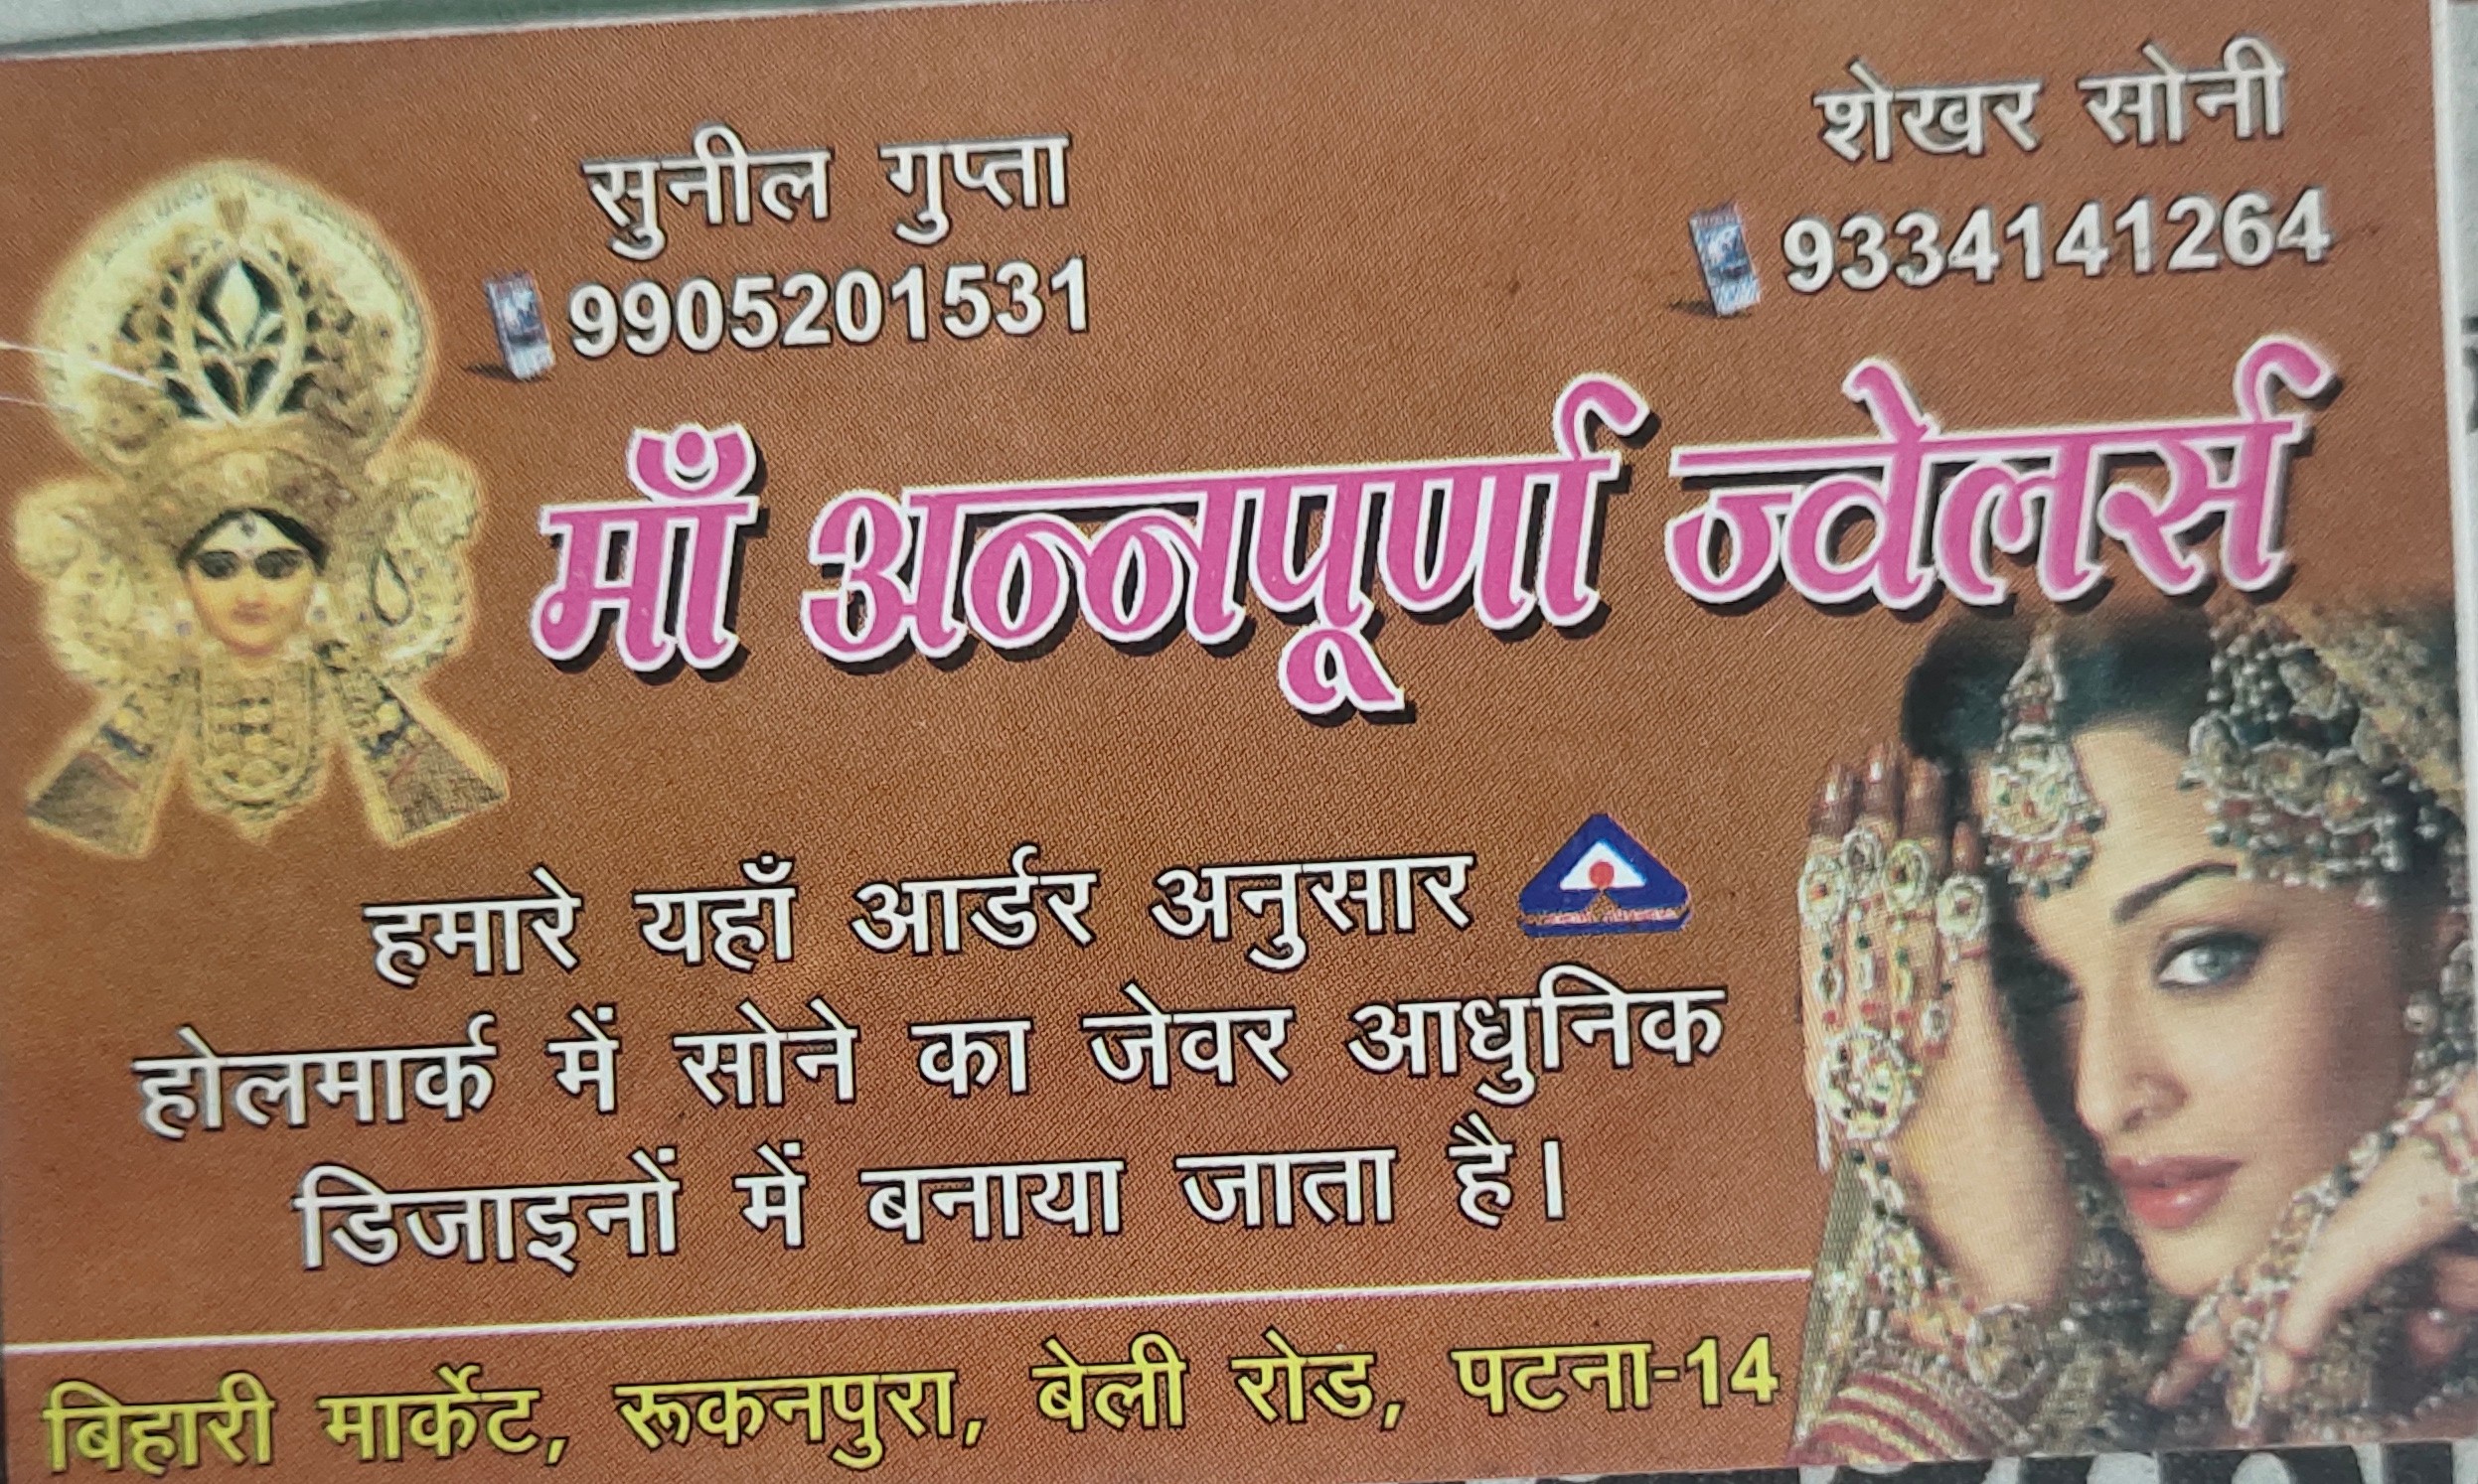 सुनील गुप्ता
9905201531
शेखर सोनी
9334141264
माँ अन्नपूर्णा ज्वेलर्स
हमारे यहाँ आर्डर अनुसार
होलमार्क में सोने का जेवर आधुनिक
डिजाइनों में बनाया जाता है।
बिहारी मार्केट, रूकनपुरा, बेली रोड, पटना-14